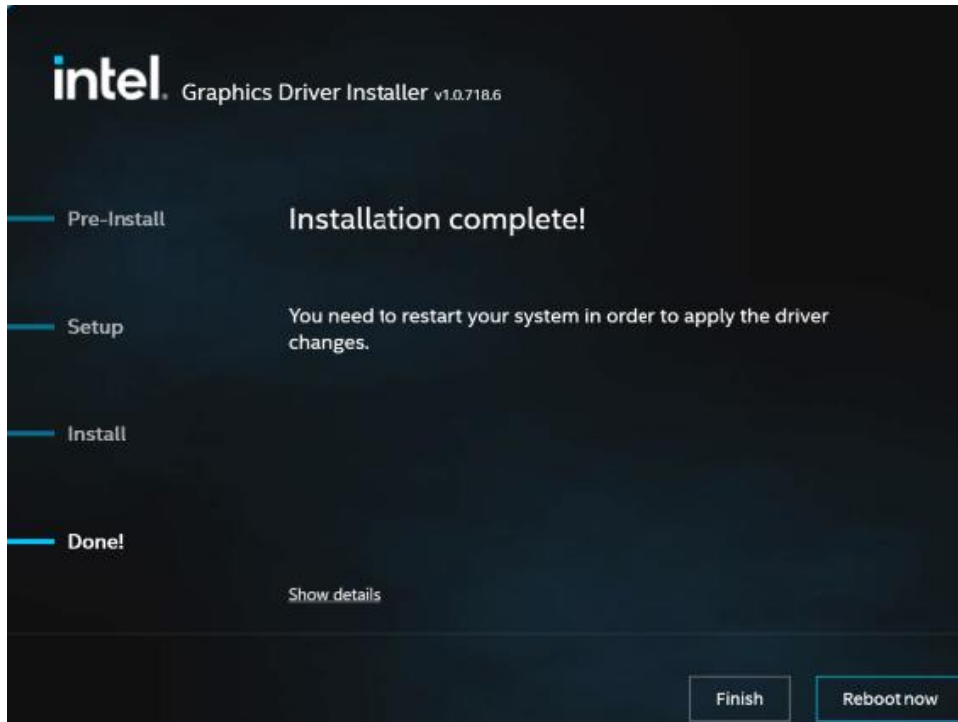 intel. Graphics Driver Installer v1.0.718.6
Pre-Install
Installation complete!
Setup
You need to restart your system in order to apply the driver
changes.
Install
Done!
Show details
Finish
Reboot now